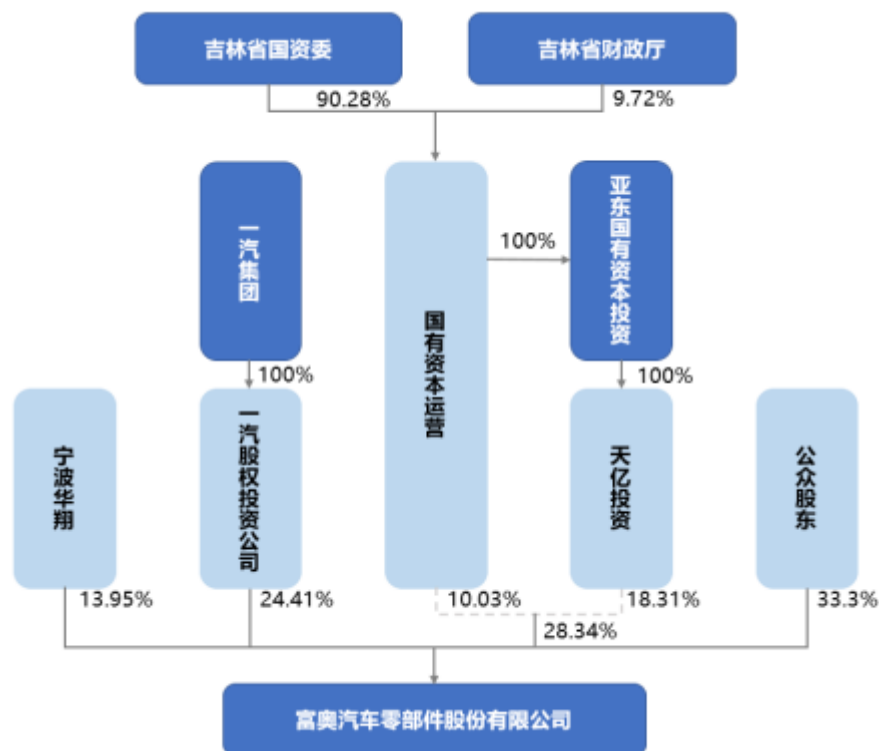 吉林省国资委
吉林省财政厅
90.28%
9.72%
一汽集团
国有资本运营
亚东国有资本投资
100%
100%
100%
宁波华翔
一汽股权投资公司
天亿投资
公众股东
13.95%
24.41%
10.03%
18.31%
33.3%
28.34%
富奥汽车零部件股份有限公司